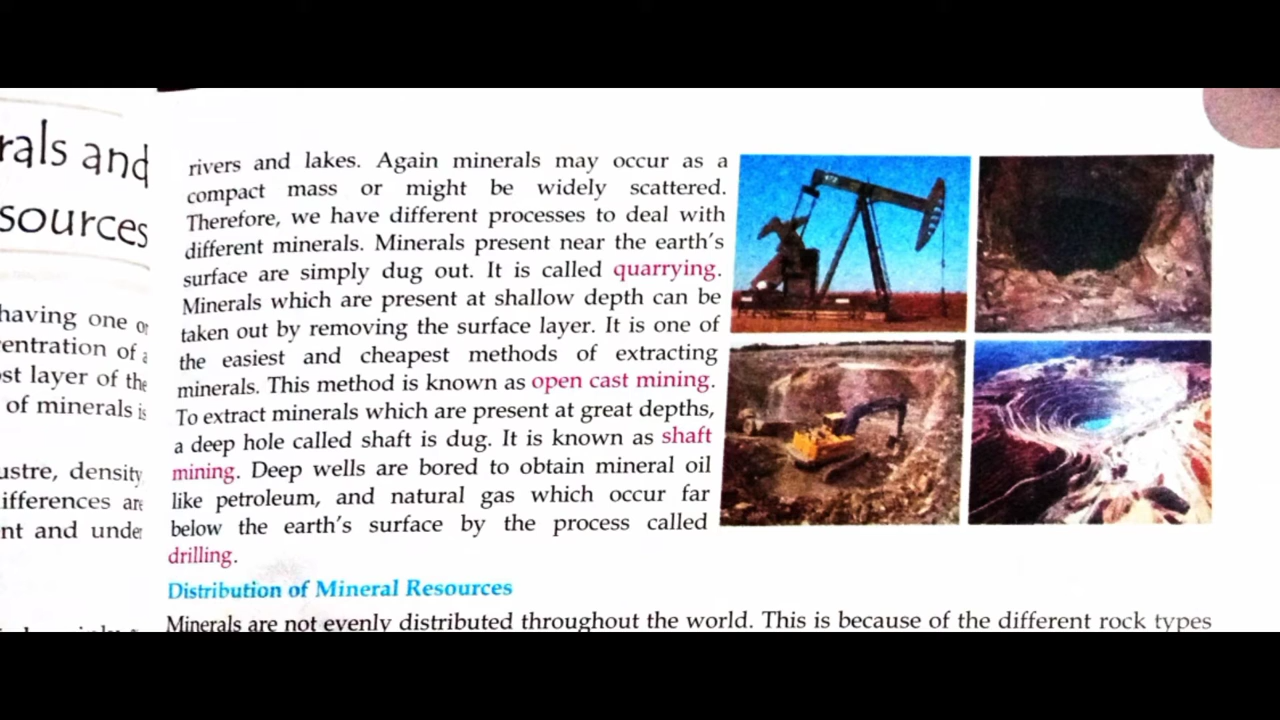 rals and
sources
having one or
entration of a
st layer of the
of minerals is
ustre, density
ifferences are
nt and under
rivers and lakes. Again minerals may occur as a
compact mass or might be widely scattered.
Therefore, we have different processes to deal with
different minerals. Minerals present near the earth's
surface are simply dug out. It is called quarrying.
Minerals which are present at shallow depth can be
taken out by removing the surface layer. It is one of
the easiest and cheapest methods of extracting
minerals. This method is known as open cast mining.
To extract minerals which are present at great depths,
a deep hole called shaft is dug. It is known as shaft
mining. Deep wells are bored to obtain mineral oil
like petroleum, and natural gas which occur far
below the earth's surface by the process called
drilling.
Distribution of Mineral Resources
Minerals are not evenly distributed throughout the world. This is because of the different rock types